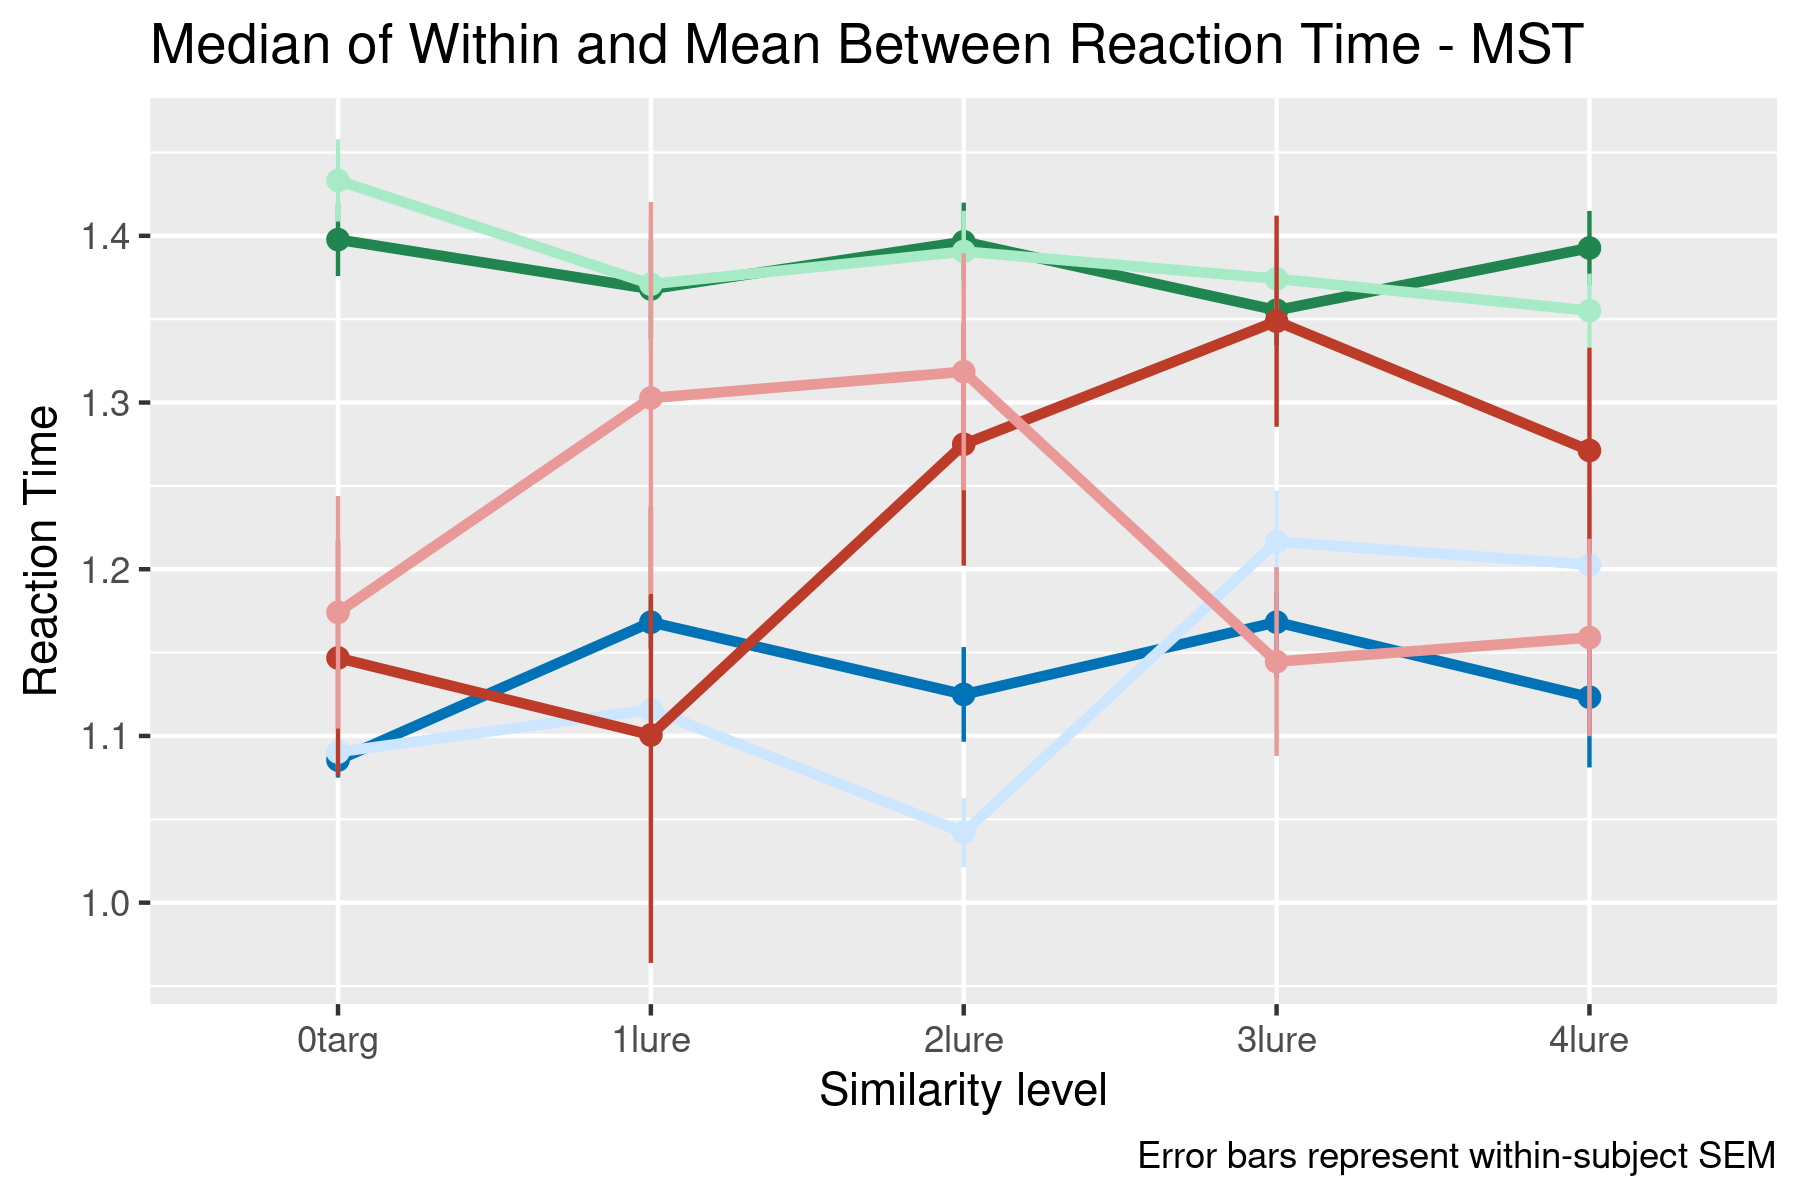 Median of Within and Mean Between Reaction Time - MST
Reaction Time
1.4
1.3
1.2
1.1
1.0
0targ 1lure 2lure 3lure 4lure
Similarity level
Error bars represent within-subject SEM